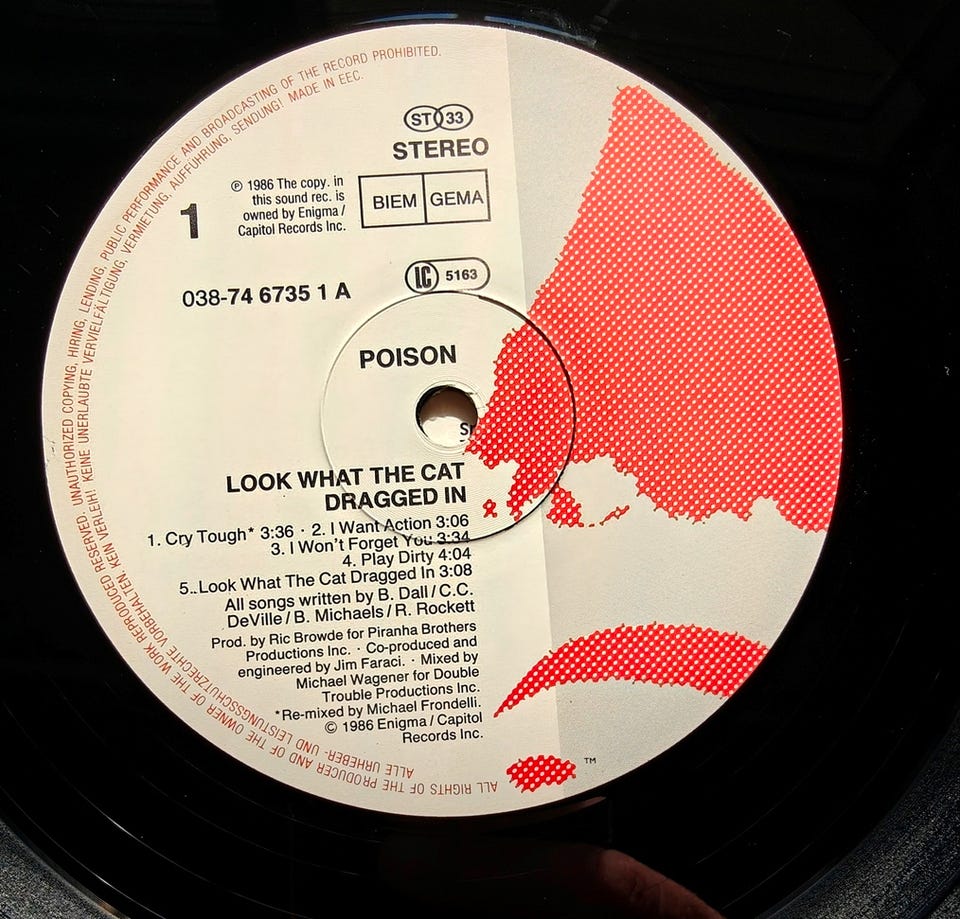 ALL RIGHTS OF THE PRODUCER AND OF THE OWNER OF THE WORK REPRODUCED RESERVED. UNAUTHORIZED COPYING, HIRING, LENDING, PUBLIC PERFORMANCE AND BROADCASTING OF THE RECORD PROHIBITED.
ALLE URHEBER- UND LEISTUNGSSCHUTZRECHTE VORBEHALTEN. KEIN VERLEIH! KEINE UNERLAUBTE VERVIELFÄLTIGUNG, VERMIETUNG, AUFFÜHRUNG, SENDUNG! MADE IN EEC.
ST 33
STEREO
℗ 1986 The copy. in
this sound rec. is
owned by Enigma/
Capitol Records Inc.
BIEM GEMA
1
LC 5163
038-74 6735 1 A
POISON
LOOK WHAT THE CAT
DRAGGED IN
1. Cry Tough* 3:36 · 2. I Want Action 3:06
3. I Won't Forget You 3:34
4. Play Dirty 4:04
5..Look What The Cat Dragged In 3:08
All songs written by B. Dall/C.C.
DeVille/B. Michaels/R. Rockett
Prod. by Ric Browde for Piranha Brothers
Productions Inc. · Co-produced and
engineered by Jim Faraci. · Mixed by
Michael Wagener for Double
Trouble Productions Inc.
*Re-mixed by Michael Frondelli.
© 1986 Enigma/Capitol
Records Inc.
TM